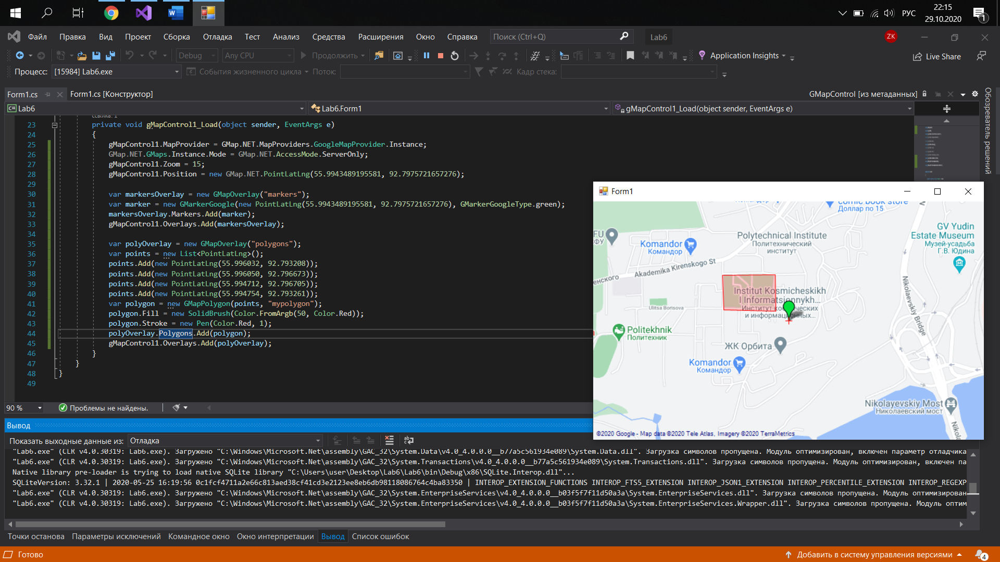 22:15
РУС
29.10.2020
1
Файл Правка Вид Проект Сборка Отладка Тест Анализ Средства Расширения Окно Справка Поиск (Ctrl+Q) Lab6 ZK
Debug Any CPU Продолжить Application Insights Live Share
Процесс: [15984] Lab6.exe События жизненного цикла Поток: Кадр стека:
Form1.cs Form1.cs [Конструктор] GMapControl [из метаданных]
Обозреватель решений
C# Lab6 Lab6.Form1 gMapControl1_Load(object sender, EventArgs e)
ссылка: 1
23 private void gMapControl1_Load(object sender, EventArgs e)
24 {
25 gMapControl1.MapProvider = GMap.NET.MapProviders.GoogleMapProvider.Instance;
26 GMap.NET.GMaps.Instance.Mode = GMap.NET.AccessMode.ServerOnly;
27 gMapControl1.Zoom = 15;
28 gMapControl1.Position = new GMap.NET.PointLatLng(55.9943489195581, 92.7975721657276);
29
30 var markersOverlay = new GMapOverlay("markers");
31 var marker = new GMarkerGoogle(new PointLatLng(55.9943489195581, 92.7975721657276), GMarkerGoogleType.green);
32 markersOverlay.Markers.Add(marker);
33 gMapControl1.Overlays.Add(markersOverlay);
34
35 var polyOverlay = new GMapOverlay("polygons");
36 var points = new List<PointLatLng>();
37 points.Add(new PointLatLng(55.996032, 92.793208));
38 points.Add(new PointLatLng(55.996050, 92.796673));
39 points.Add(new PointLatLng(55.994712, 92.796705));
40 points.Add(new PointLatLng(55.994754, 92.793261));
41 var polygon = new GMapPolygon(points, "mypolygon");
42 polygon.Fill = new SolidBrush(Color.FromArgb(50, Color.Red));
43 polygon.Stroke = new Pen(Color.Red, 1);
44 polyOverlay.Polygons.Add(polygon);
45 gMapControl1.Overlays.Add(polyOverlay);
46 }
47 }
48 }
49
90 % Проблемы не найдены.
Form1
Командор
comic book store
Доллар по 15
FU
ФУ
Komandor
Командор
Polytechnical Institute
Политехнический
институт
GV Yudin
Estate Museum
Музей-усадьба
Г.В. Юдина
Akademika Kirenskogo St
енского
Institut Kosmicheskikh
i Informatsionnykh...
Институт космических
и информационных...
Ulitsa Borisova
Nikolaevskiy Bridge
Politekhnik
Политехник
ЖК Орбита
Komandor
Командор
Nikolayevskiy Most
Николаевский мост
Nikola
©2020 Google - Map data ©2020 Tele Atlas, Imagery ©2020 TerraMetrics
Вывод
Показать выходные данные из: Отладка
"Lab6.exe" (CLR v4.0.30319: Lab6.exe). Загружено "C:\Windows\Microsoft.Net\assembly\GAC_32\System.Data\v4.0_4.0.0.0__b77a5c561934e089\System.Data.dll". Загрузка символов пропущена. Модуль оптимизирован, включен параметр отладчика
"Lab6.exe" (CLR v4.0.30319: Lab6.exe). Загружено "C:\Windows\Microsoft.Net\assembly\GAC_32\System.Transactions\v4.0_4.0.0.0__b77a5c561934e089\System.Transactions.dll". Загрузка символов пропущена. Модуль оптимизирован, включен па
Native library pre-loader is trying to load native SQLite library "C:\Users\user\Desktop\Lab6\Lab6\bin\Debug\x86\SQLite.Interop.dll"...
SQLiteVersion: 3.32.1 | 2020-05-25 16:19:56 0c1fcf4711a2e66c813aed38cf41cd3e2123ee8eb6db98118086764c4ba83350 | INTEROP_EXTENSION_FUNCTIONS INTEROP_FTS5_EXTENSION INTEROP_JSON1_EXTENSION INTEROP_PERCENTILE_EXTENSION INTEROP_REGEXP
"Lab6.exe" (CLR v4.0.30319: Lab6.exe). Загружено "C:\Windows\Microsoft.Net\assembly\GAC_32\System.EnterpriseServices\v4.0_4.0.0.0__b03f5f7f11d50a3a\System.EnterpriseServices.dll". Загрузка символов пропущена. Модуль оптимизирован
"Lab6.exe" (CLR v4.0.30319: Lab6.exe). Загружено "C:\Windows\Microsoft.Net\assembly\GAC_32\System.EnterpriseServices\v4.0_4.0.0.0__b03f5f7f11d50a3a\System.EnterpriseServices.Wrapper.dll". Загрузка символов пропущена. Модуль оптим
Точки останова Параметры исключений Командное окно Окно интерпретации Вывод Список ошибок
Готово Добавить в систему управления версиями 4